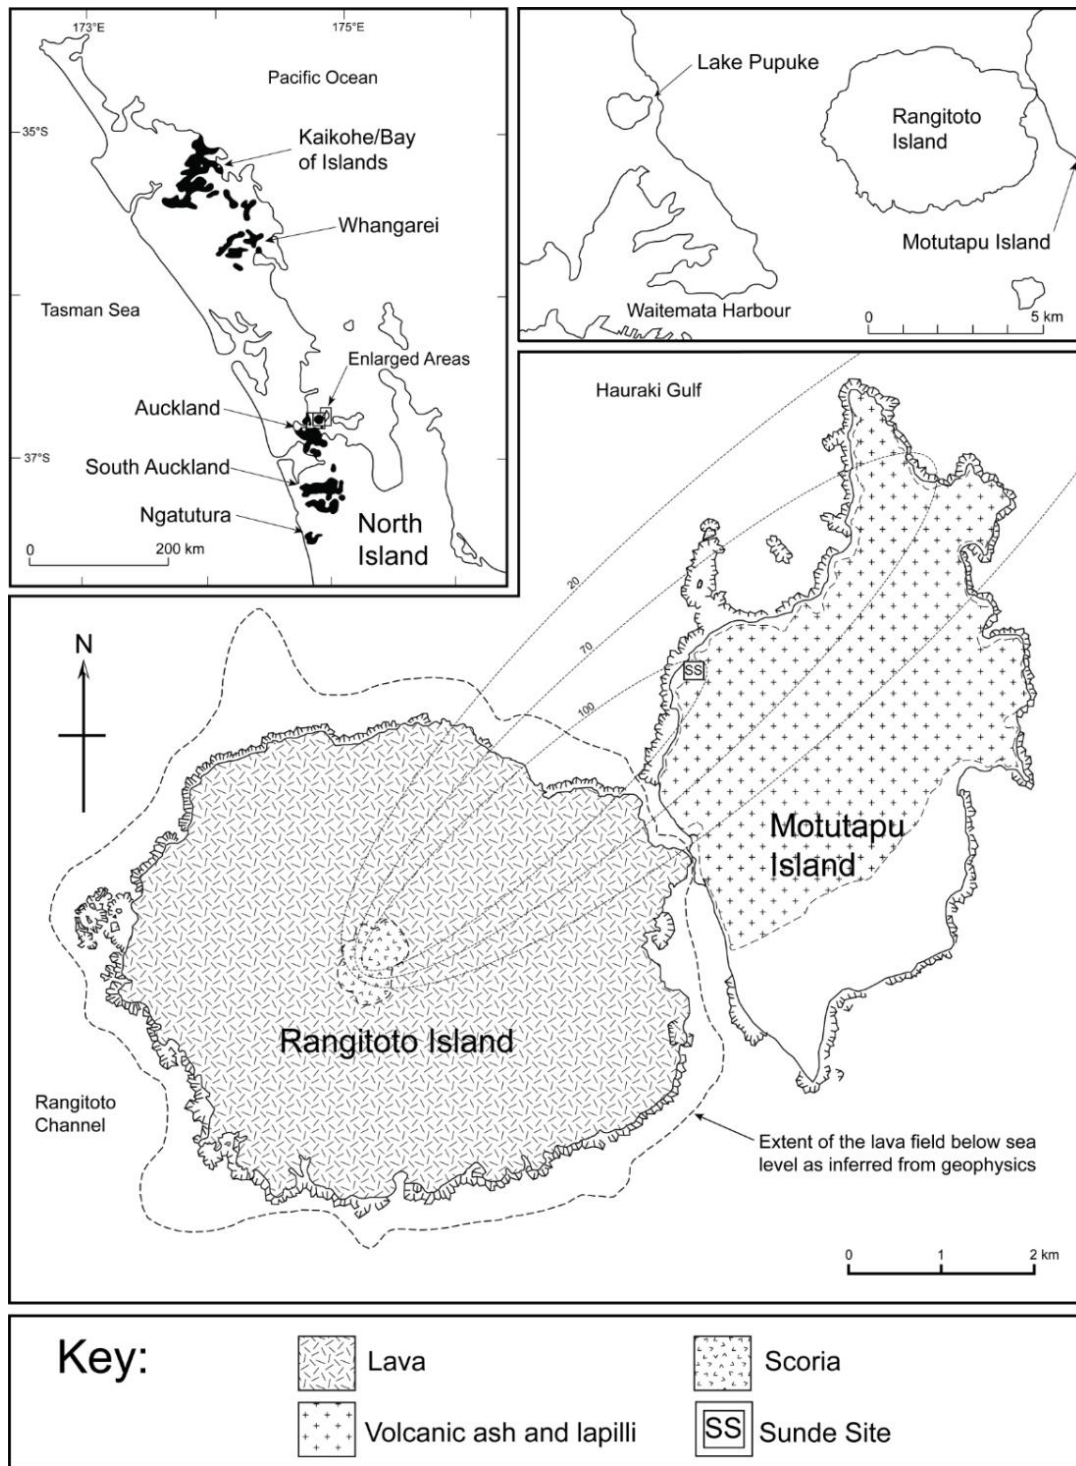 173°E
175°E
Pacific Ocean
35°S
Kaikohe/Bay
of Islands
Whangarei
Tasman Sea
Enlarged Areas
Auckland
37°S
South Auckland
Ngatutura
North
Island
0
200 km
Lake Pupuke
Rangitoto
Island
Motutapu Island
Waitemata Harbour
0
5 km
Hauraki Gulf
20
70
100
N
SS
Motutapu
Island
Rangitoto Island
Rangitoto
Channel
Extent of the lava field below sea
level as inferred from geophysics
0
1
2 km
Key:
Lava
Scoria
Volcanic ash and lapilli
SS
Sunde Site